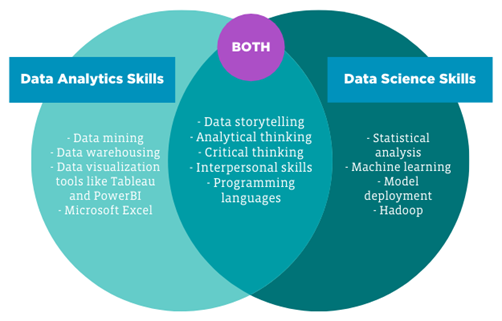 BOTH
Data Analytics Skills
- Data mining
- Data warehousing
- Data visualization
tools like Tableau
and PowerBI
- Microsoft Excel
- Data storytelling
- Analytical thinking
- Critical thinking
- Interpersonal skills
- Programming
languages
Data Science Skills
- Statistical
analysis
- Machine learning
- Model
deployment
- Hadoop